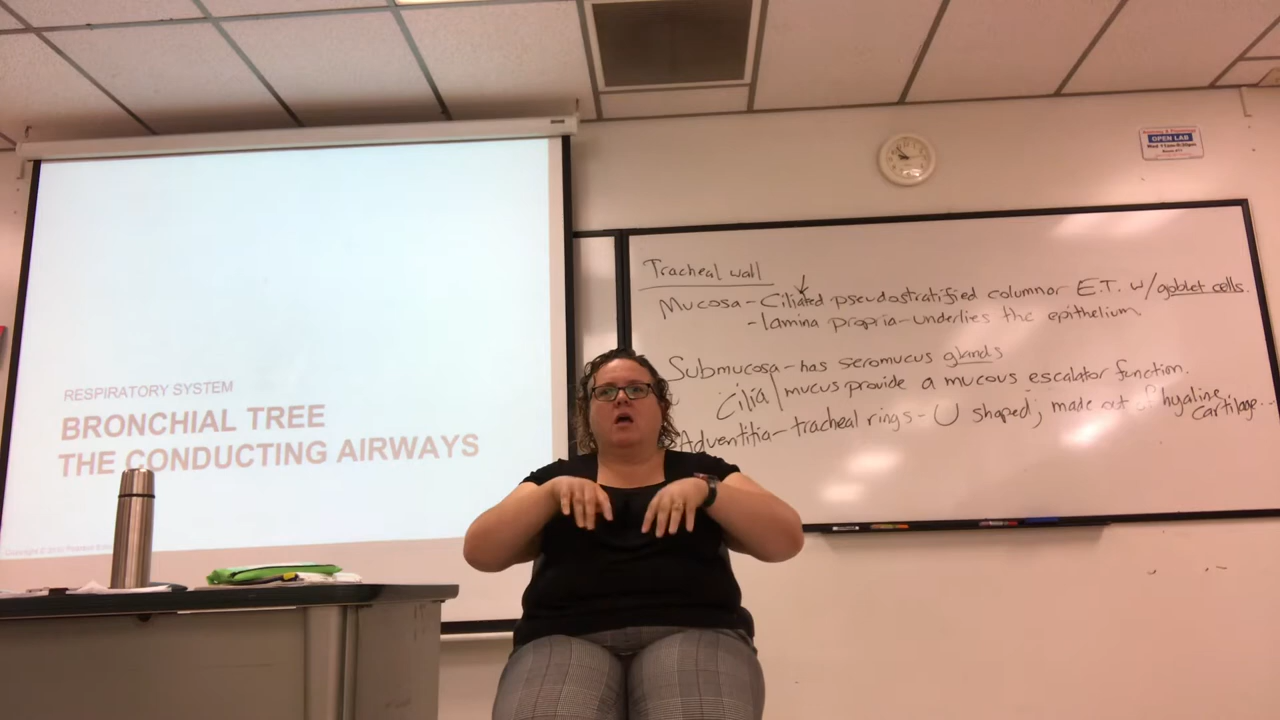 RESPIRATORY SYSTEM
BRONCHIAL TREE
THE CONDUCTING AIRWAYS
OPEN LAB
Tracheal wall
Mucosa - Ciliated pseudostratified columnor E.T. w/ goblet cells.
- lamina propria - underlies the epithelium
Submucosa - has seromucus glands
Cilia / mucus provide a mucous escalator function.
Adventitia - tracheal rings - U shaped; made out of hyaline
cartilage...